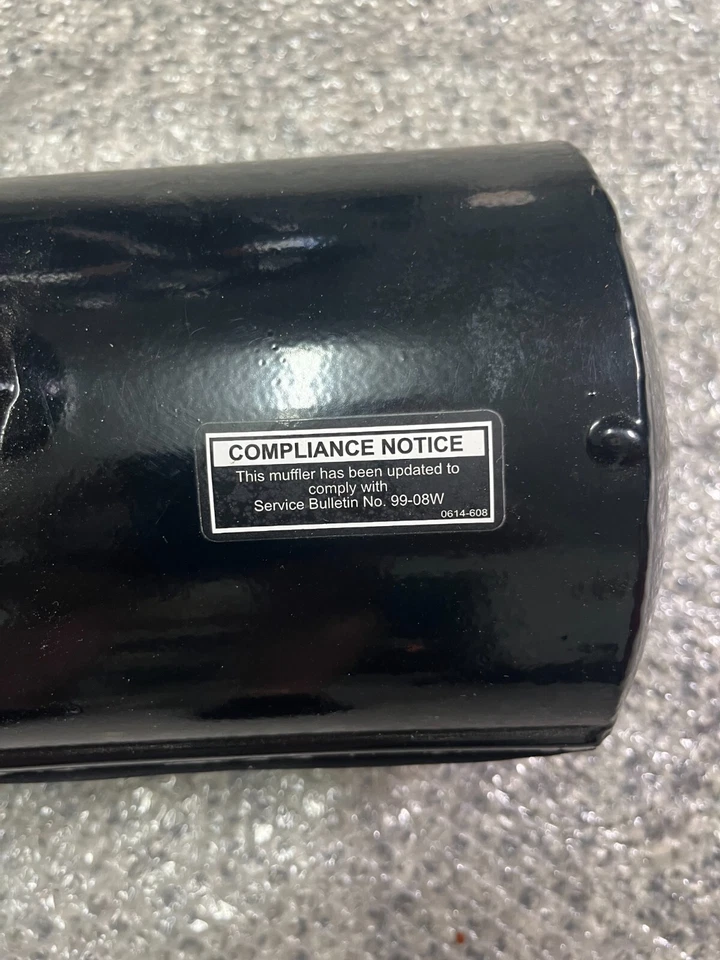 COMPLIANCE NOTICE
This muffler has been updated to
comply with
Service Bulletin No. 99-08W
0614-608